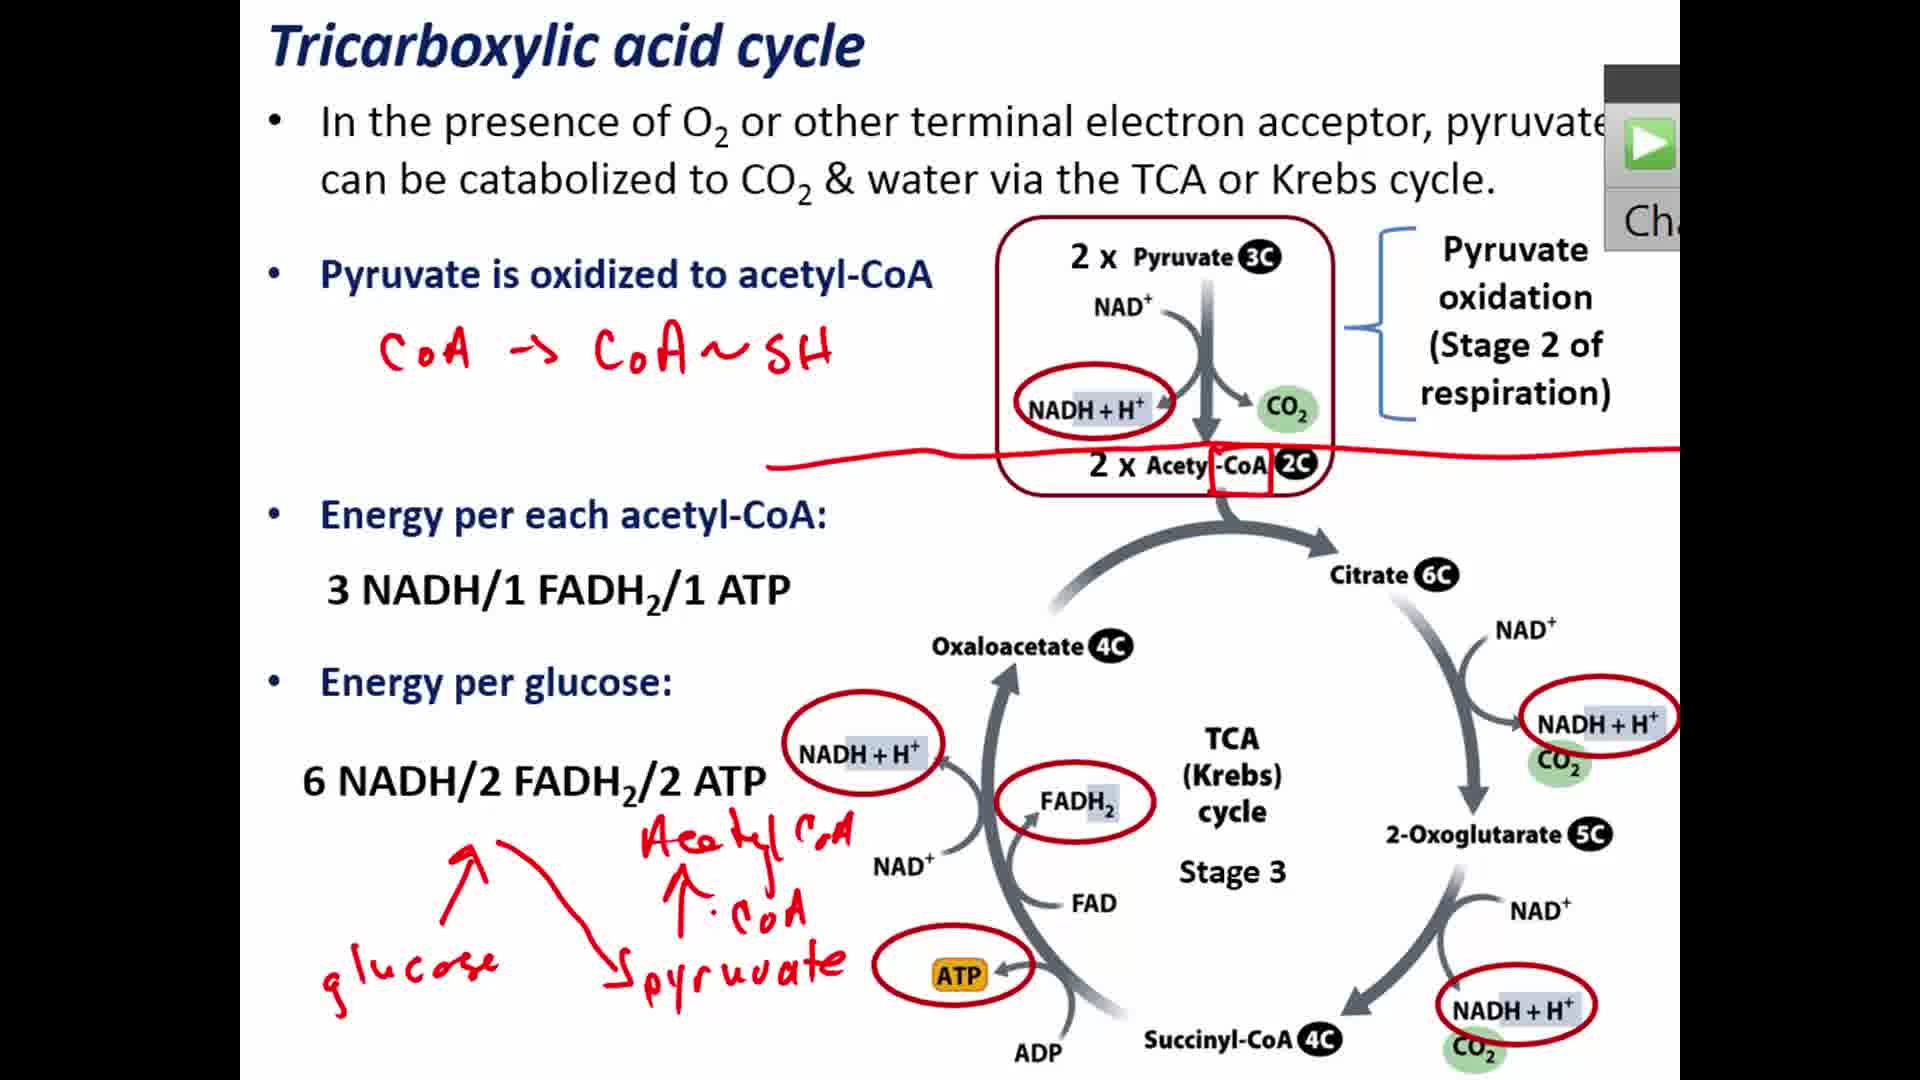 Tricarboxylic acid cycle
• In the presence of O₂ or other terminal electron acceptor, pyruvate
can be catabolized to CO₂ & water via the TCA or Krebs cycle.
• Pyruvate is oxidized to acetyl-CoA
CoA → CoA ~ SH
• Energy per each acetyl-CoA:
3 NADH/1 FADH₂/1 ATP
• Energy per glucose:
6 NADH/2 FADH₂/2 ATP
Acetyl CoA
CoA
glucose
pyruvate
2 x Pyruvate 3C
NAD⁺
NADH + H⁺
CO₂
2 x Acety -CoA 2C
Pyruvate
oxidation
(Stage 2 of
respiration)
Citrate 6C
NAD⁺
NADH + H⁺
CO₂
2-Oxoglutarate 5C
NAD⁺
NADH + H⁺
CO₂
Succinyl-CoA 4C
ADP
ATP
FAD
FADH₂
NAD⁺
NADH + H⁺
Oxaloacetate 4C
TCA
(Krebs)
cycle
Stage 3